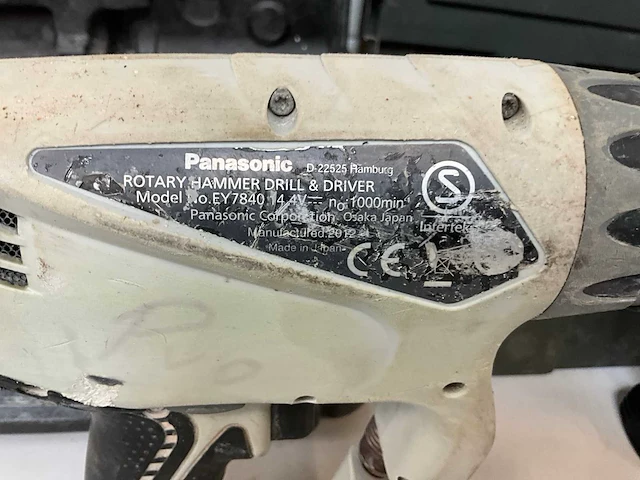 Panasonic D-22525 Hamburg
ROTARY HAMMER DRILL & DRIVER
Model No.EY7840 14.4V⎓ n₀:1000min⁻
Panasonic Corporation Osaka Japan
Manufactured:2012
Made in Japan
CE
S
Intertek